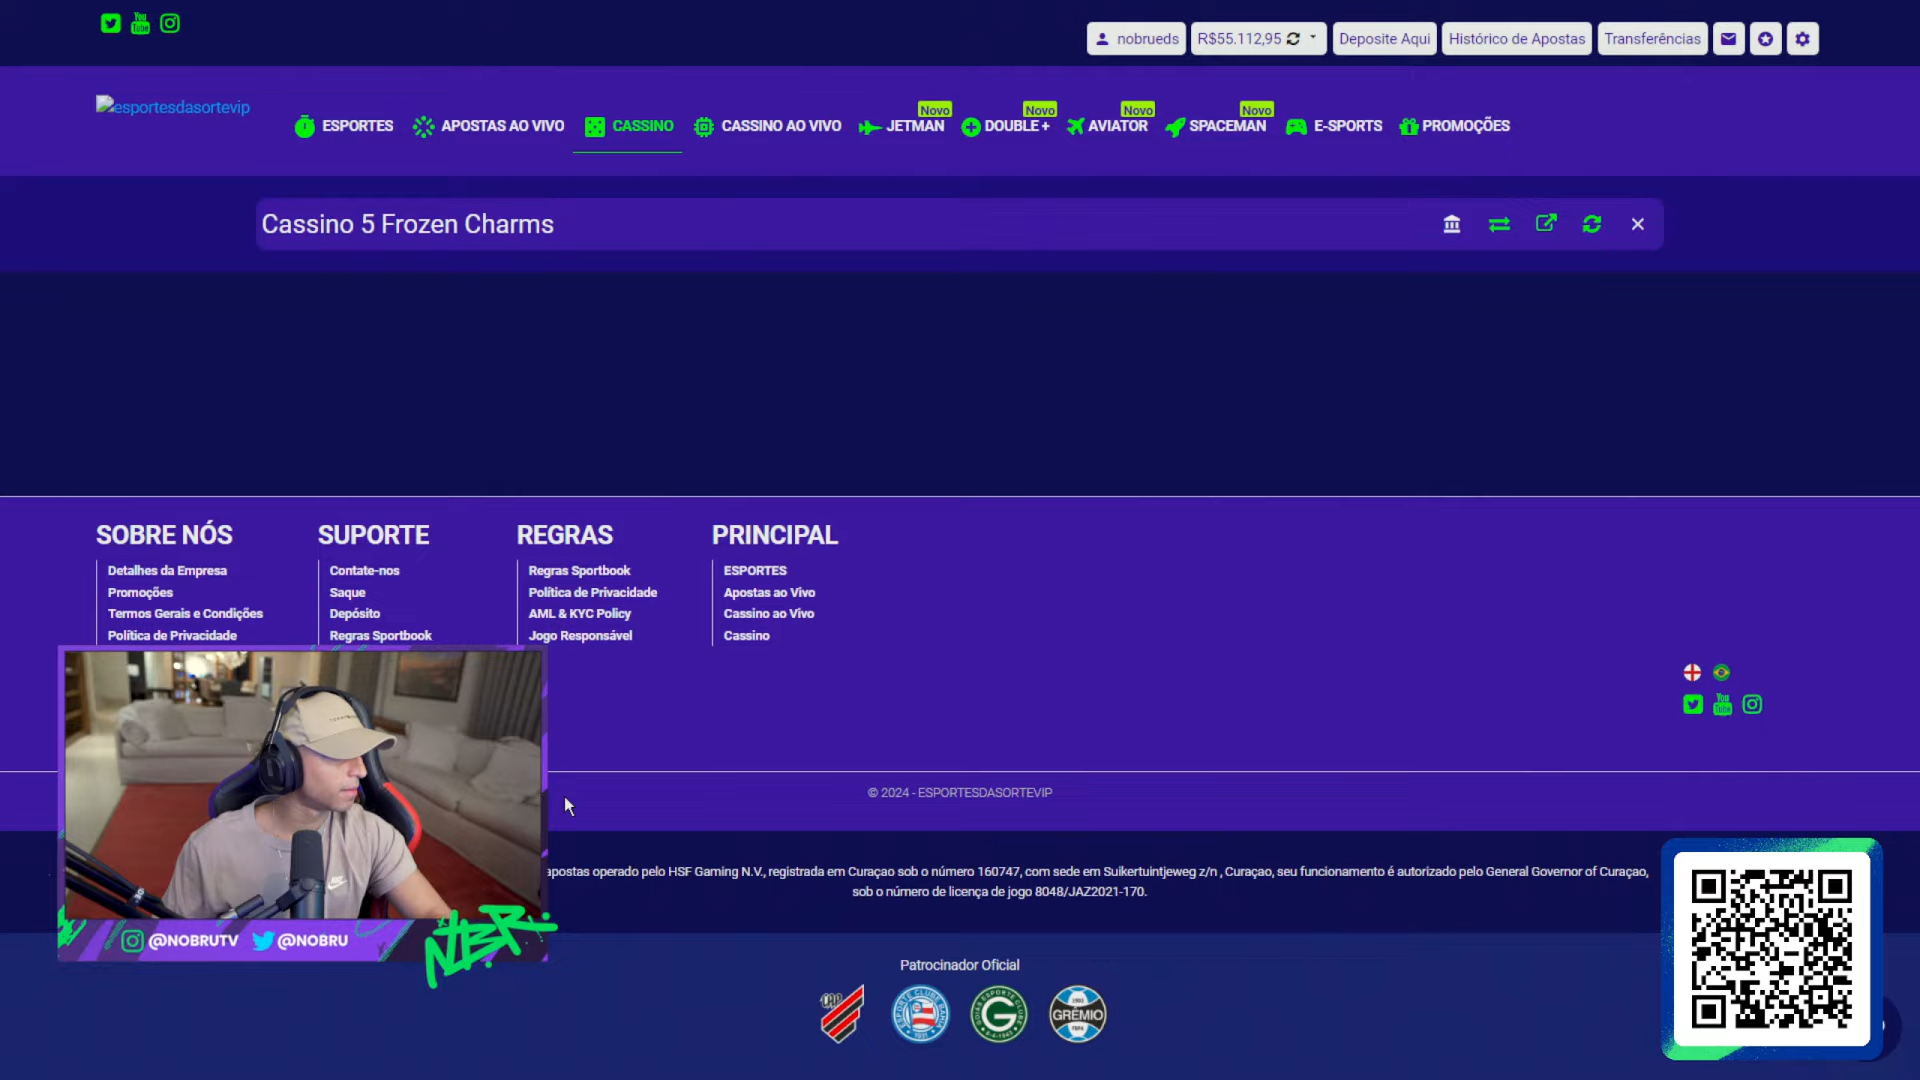 nobrueds
R$55.112,95
Deposite Aqui
Histórico de Apostas
Transferências
esportesdasortevip
ESPORTES
APOSTAS AO VIVO
CASSINO
CASSINO AO VIVO
Novo
JETMAN
Novo
DOUBLE +
Novo
AVIATOR
Novo
SPACEMAN
E-SPORTS
PROMOÇÕES
Cassino 5 Frozen Charms
SOBRE NÓS
Detalhes da Empresa
Promoções
Termos Gerais e Condições
Política de Privacidade
SUPORTE
Contate-nos
Saque
Depósito
Regras Sportbook
REGRAS
Regras Sportbook
Política de Privacidade
AML & KYC Policy
Jogo Responsável
PRINCIPAL
ESPORTES
Apostas ao Vivo
Cassino ao Vivo
Cassino
© 2024 - ESPORTESDASORTEVIP
apostas operado pelo HSF Gaming N.V., registrada em Curaçao sob o número 160747, com sede em Suikertuintjeweg z/n , Curaçao, seu funcionamento é autorizado pelo General Governor of Curaçao,
sob o número de licença de jogo 8048/JAZ2021-170.
@NOBRUTV @NOBRU
NBR
Patrocinador Oficial
CAP
GRÊMIO